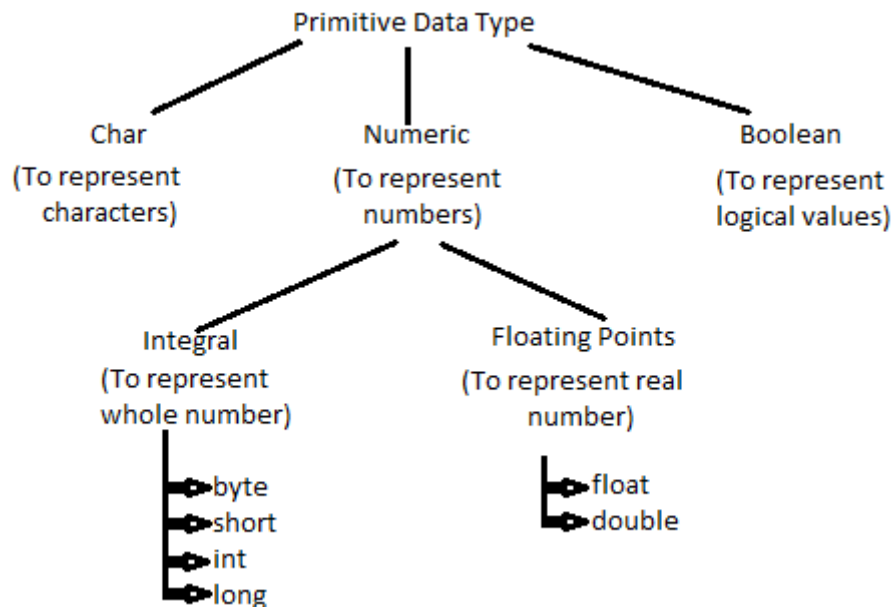 Primitive Data Type
Char
(To represent
characters)
Numeric
(To represent
numbers)
Boolean
(To represent
logical values)
Integral
(To represent
whole number)
byte
short
int
long
Floating Points
(To represent real
number)
float
double